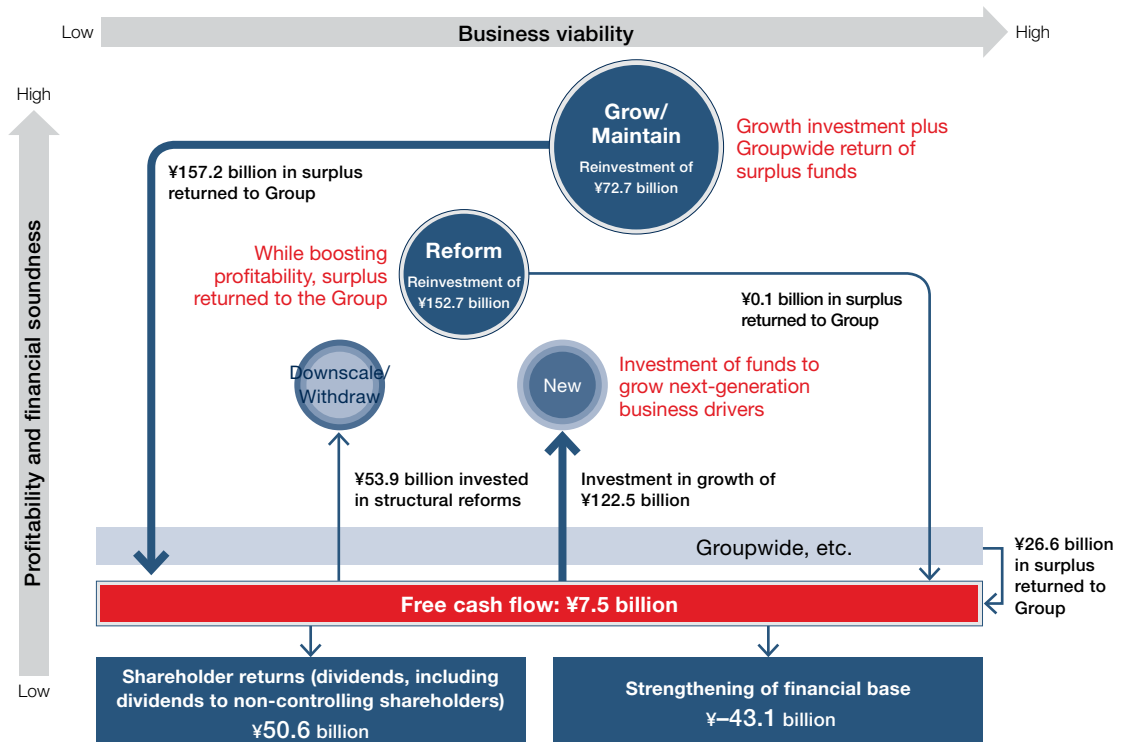 Low
Business viability
High
High
Profitability and financial soundness
Low
Grow/
Maintain
Reinvestment of
¥72.7 billion
Growth investment plus
Groupwide return of
surplus funds
¥157.2 billion in surplus
returned to Group
While boosting
profitability, surplus
returned to the Group
Reform
Reinvestment of
¥152.7 billion
¥0.1 billion in surplus
returned to Group
Downscale/
Withdraw
New
Investment of funds to
grow next-generation
business drivers
¥53.9 billion invested
in structural reforms
Investment in growth of
¥122.5 billion
Groupwide, etc.
¥26.6 billion
in surplus
returned to
Group
Free cash flow: ¥7.5 billion
Shareholder returns (dividends, including
dividends to non-controlling shareholders)
¥50.6 billion
Strengthening of financial base
¥–43.1 billion